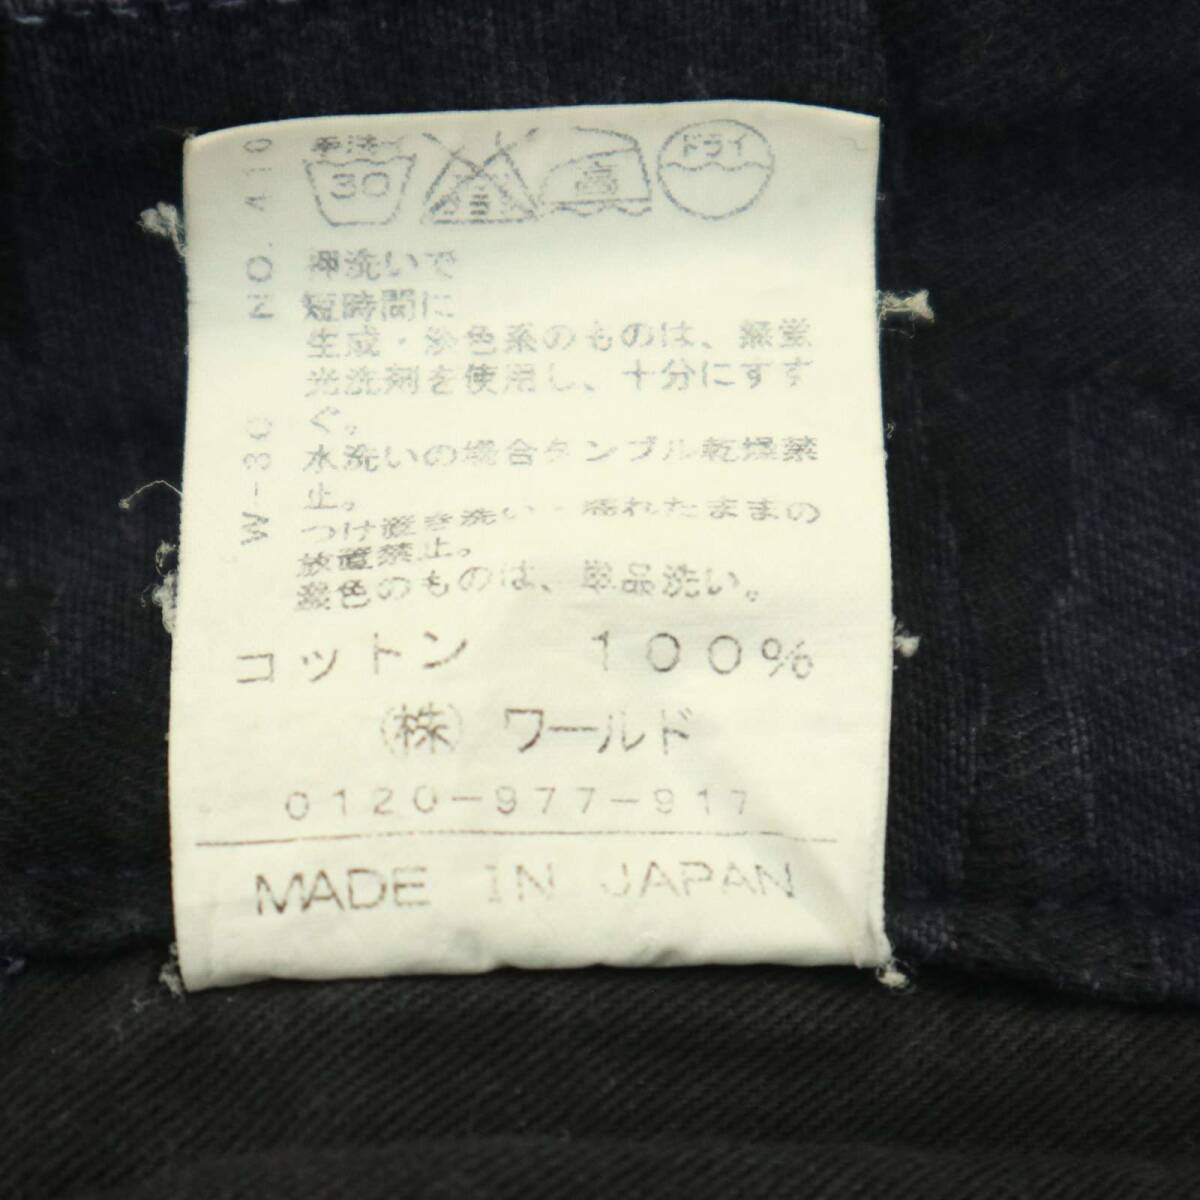 手洗イ
30
高
ドライ
NO. 410
W-30
押洗いで
短時間に
生成・淡色系のものは、無蛍
光洗剤を使用し、十分にすす
ぐ。
水洗いの場合タンブル乾燥禁
止。
つけ置き洗い・濡れたままの
放置禁止。
濃色のものは、単品洗い。
コットン 100%
㈱ ワールド
0120-977-917
MADE IN JAPAN